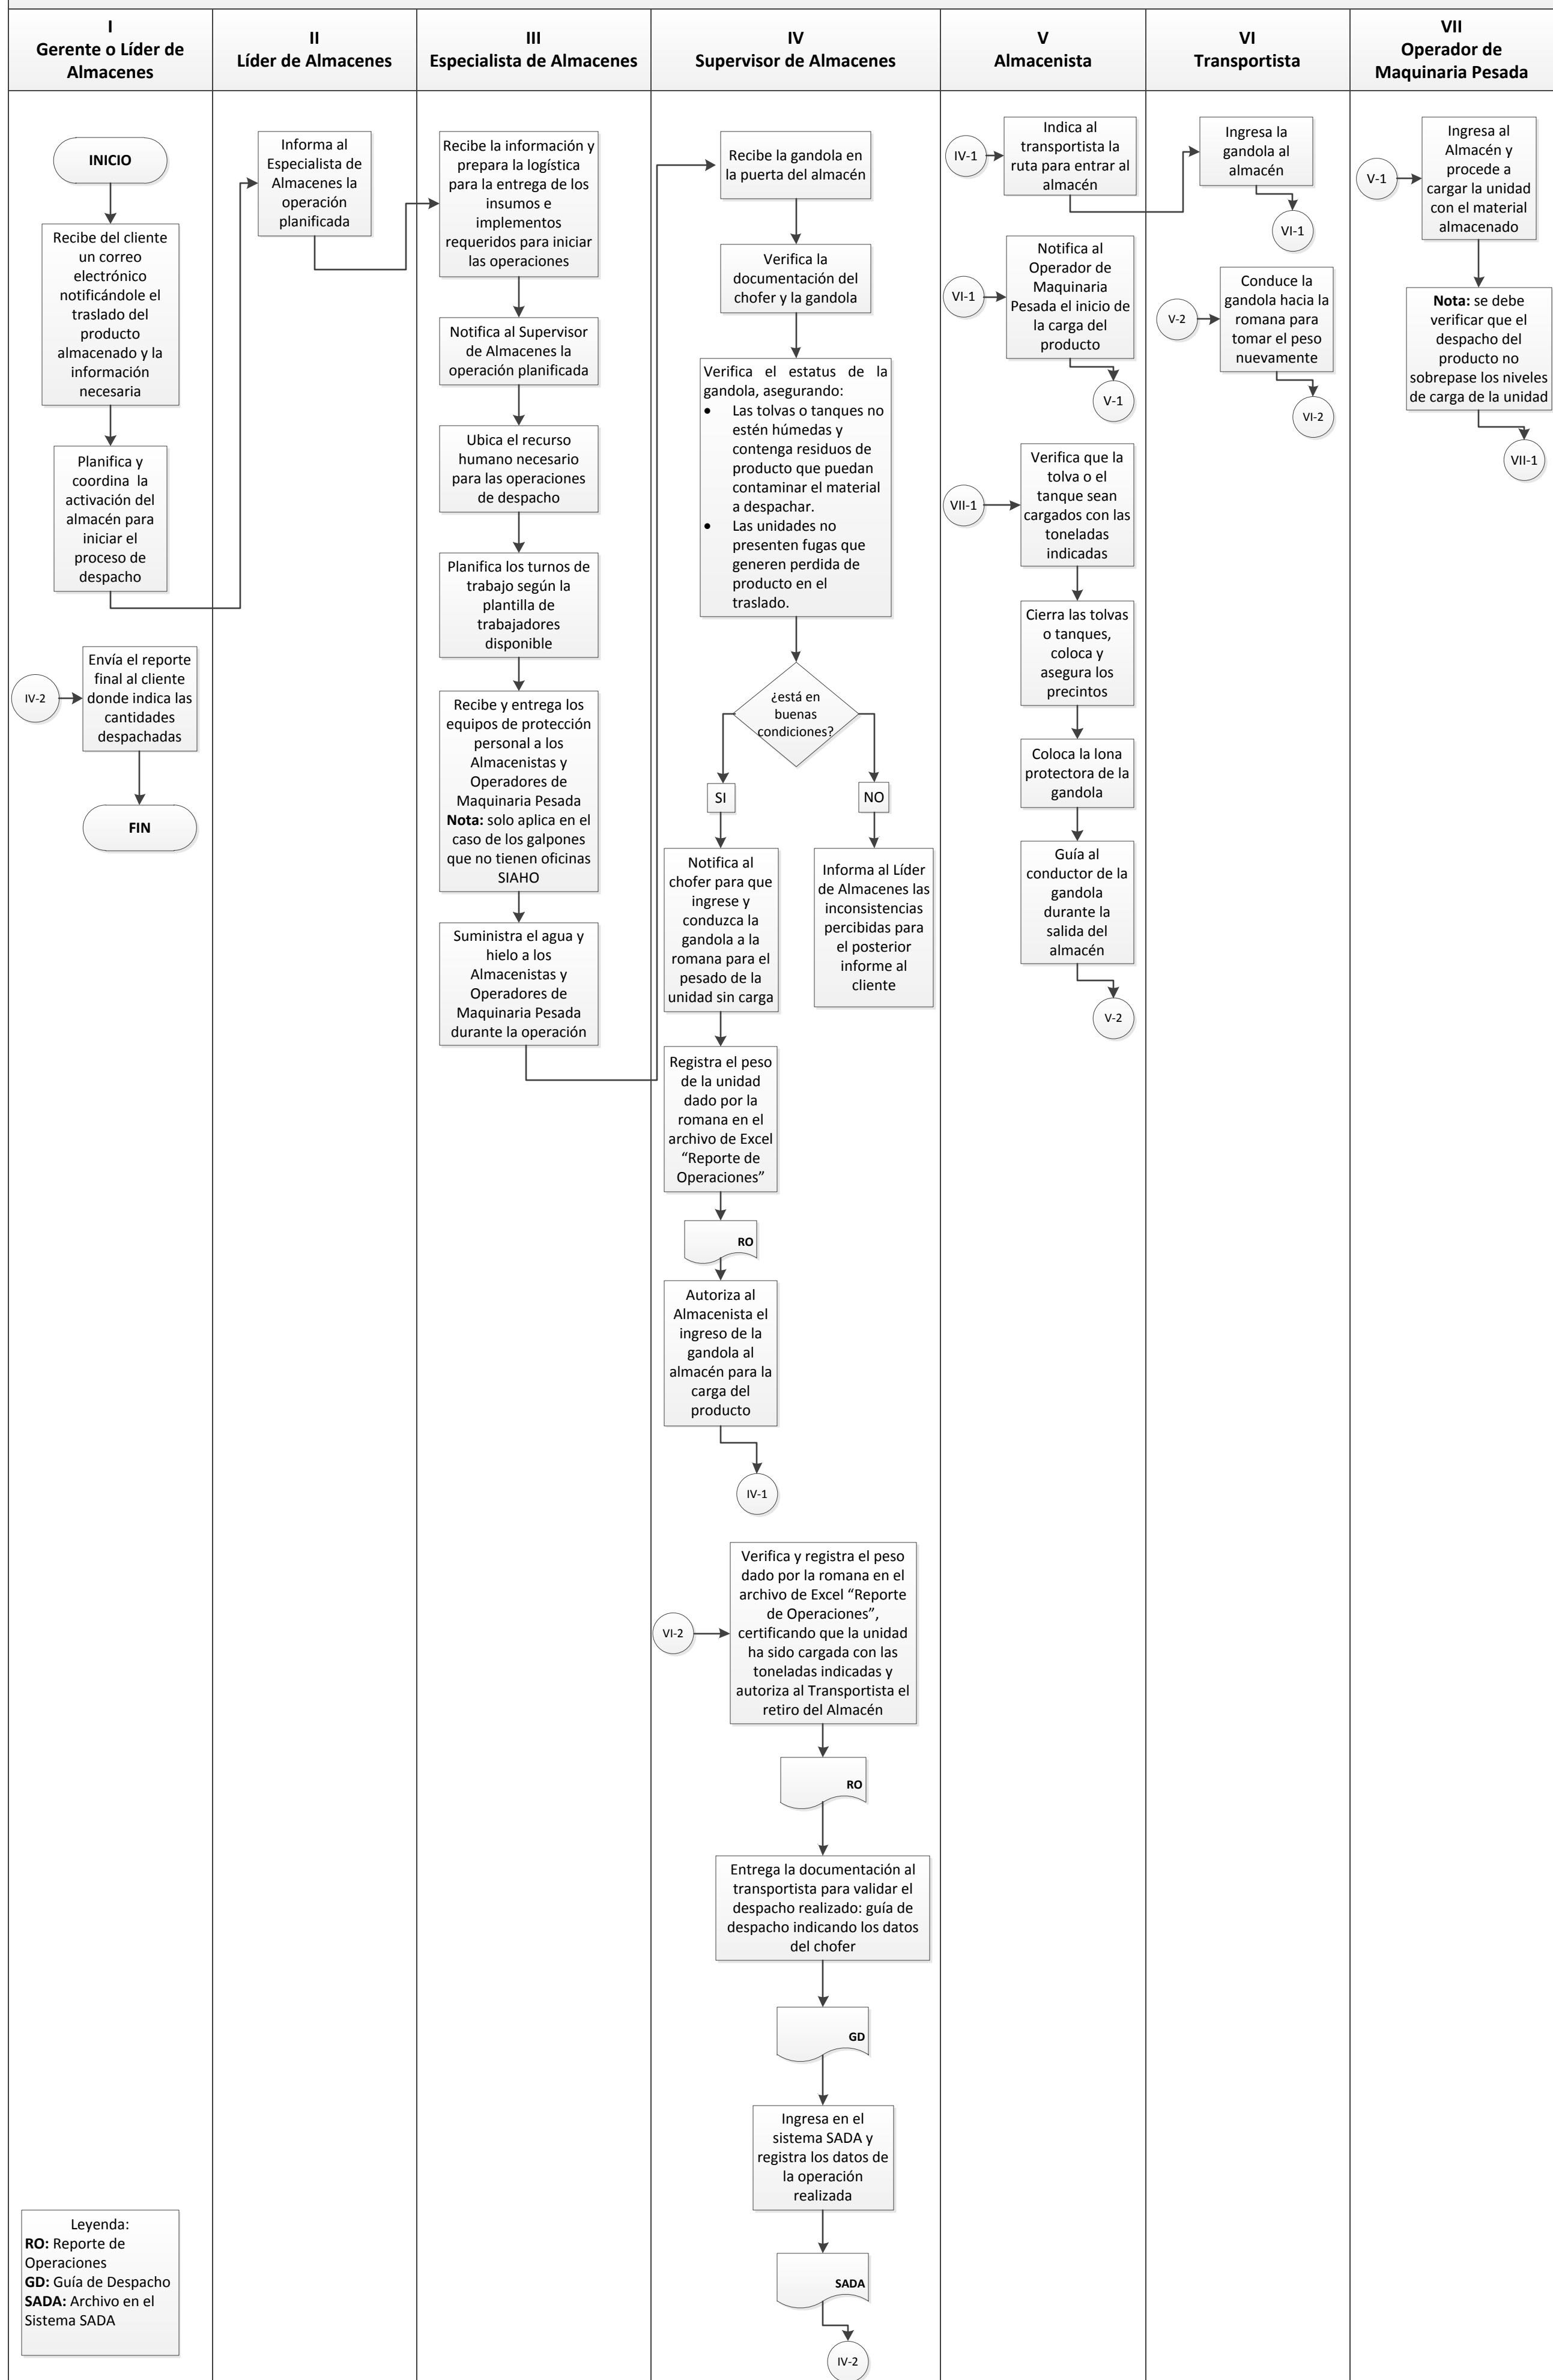 I
Gerente o Líder de
Almacenes
II
Líder de Almacenes
III
Especialista de Almacenes
IV
Supervisor de Almacenes
V
Almacenista
VI
Transportista
VII
Operador de
Maquinaria Pesada
INICIO
Recibe del cliente
un correo
electrónico
notificándole el
traslado del
producto
almacenado y la
información
necesaria
Planifica y
coordina la
activación del
almacén para
iniciar el
proceso de
despacho
IV-2
Envía el reporte
final al cliente
donde indica las
cantidades
despachadas
FIN
Leyenda:
RO: Reporte de
Operaciones
GD: Guía de Despacho
SADA: Archivo en el
Sistema SADA
Informa al
Especialista de
Almacenes la
operación
planificada
Recibe la información y
prepara la logística
para la entrega de los
insumos e
implementos
requeridos para iniciar
las operaciones
Notifica al Supervisor
de Almacenes la
operación planificada
Ubica el recurso
humano necesario
para las operaciones
de despacho
Planifica los turnos de
trabajo según la
plantilla de
trabajadores
disponible
Recibe y entrega los
equipos de protección
personal a los
Almacenistas y
Operadores de
Maquinaria Pesada
Nota: solo aplica en el
caso de los galpones
que no tienen oficinas
SIAHO
Suministra el agua y
hielo a los
Almacenistas y
Operadores de
Maquinaria Pesada
durante la operación
Recibe la gandola en
la puerta del almacén
Verifica la
documentación del
chofer y la gandola
Verifica el estatus de la
gandola, asegurando:
• Las tolvas o tanques no
estén húmedas y
contenga residuos de
producto que puedan
contaminar el material
a despachar.
• Las unidades no
presenten fugas que
generen perdida de
producto en el
traslado.
¿está en
buenas
condiciones?
SI
NO
Notifica al
chofer para que
ingrese y
conduzca la
gandola a la
romana para el
pesado de la
unidad sin carga
Informa al Líder
de Almacenes las
inconsistencias
percibidas para
el posterior
informe al
cliente
Registra el peso
de la unidad
dado por la
romana en el
archivo de Excel
“Reporte de
Operaciones”
RO
Autoriza al
Almacenista el
ingreso de la
gandola al
almacén para la
carga del
producto
IV-1
VI-2
Verifica y registra el peso
dado por la romana en el
archivo de Excel “Reporte
de Operaciones”,
certificando que la unidad
ha sido cargada con las
toneladas indicadas y
autoriza al Transportista el
retiro del Almacén
RO
Entrega la documentación al
transportista para validar el
despacho realizado: guía de
despacho indicando los datos
del chofer
GD
Ingresa en el
sistema SADA y
registra los datos de
la operación
realizada
SADA
IV-2
IV-1
Indica al
transportista la
ruta para entrar al
almacén
VI-1
Notifica al
Operador de
Maquinaria
Pesada el inicio de
la carga del
producto
V-1
VII-1
Verifica que la
tolva o el
tanque sean
cargados con las
toneladas
indicadas
Cierra las tolvas
o tanques,
coloca y
asegura los
precintos
Coloca la lona
protectora de la
gandola
Guía al
conductor de la
gandola
durante la
salida del
almacén
V-2
Ingresa la
gandola al
almacén
VI-1
V-2
Conduce la
gandola hacia la
romana para
tomar el peso
nuevamente
VI-2
V-1
Ingresa al
Almacén y
procede a
cargar la unidad
con el material
almacenado
Nota: se debe
verificar que el
despacho del
producto no
sobrepase los niveles
de carga de la unidad
VII-1